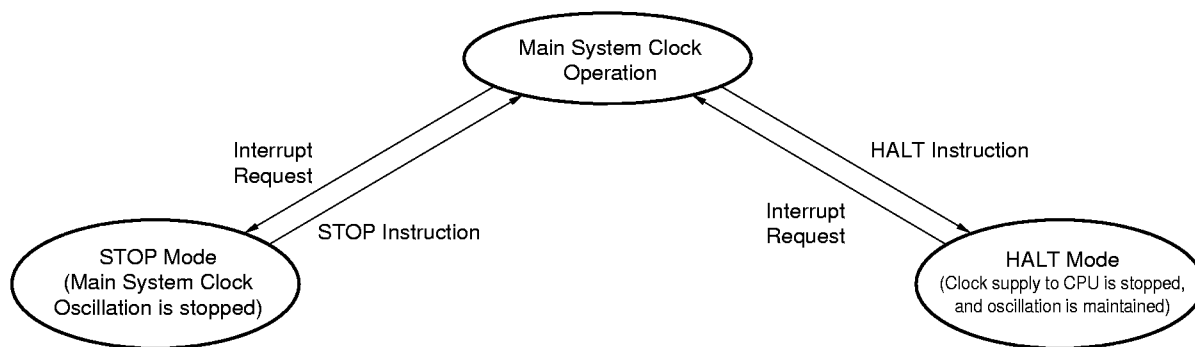 Main System Clock
Operation
Interrupt
Request
HALT Instruction
STOP Instruction
Interrupt
Request
STOP Mode
(Main System Clock
Oscillation is stopped)
HALT Mode
(Clock supply to CPU is stopped,
and oscillation is maintained)